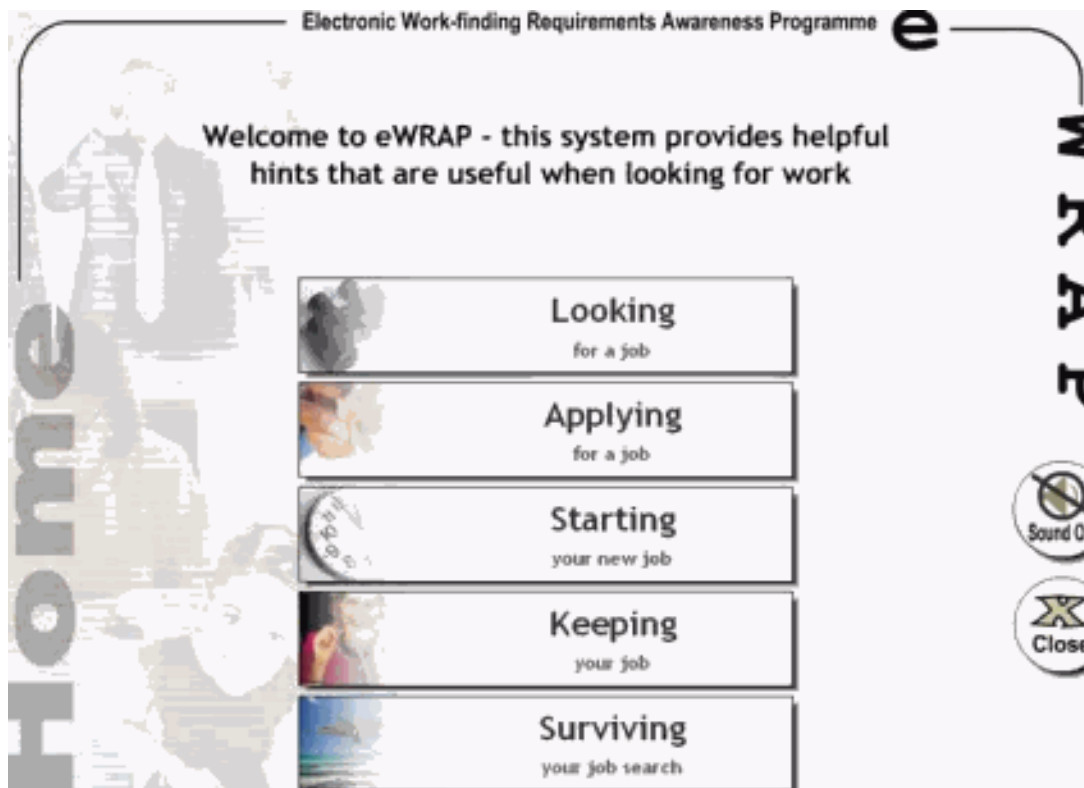 Electronic Work-finding Requirements Awareness Programme
e
WRAP
Welcome to eWRAP - this system provides helpful
hints that are useful when looking for work
Home
Looking
for a job
Applying
for a job
Starting
your new job
Keeping
your job
Surviving
your job search
Sound
Close